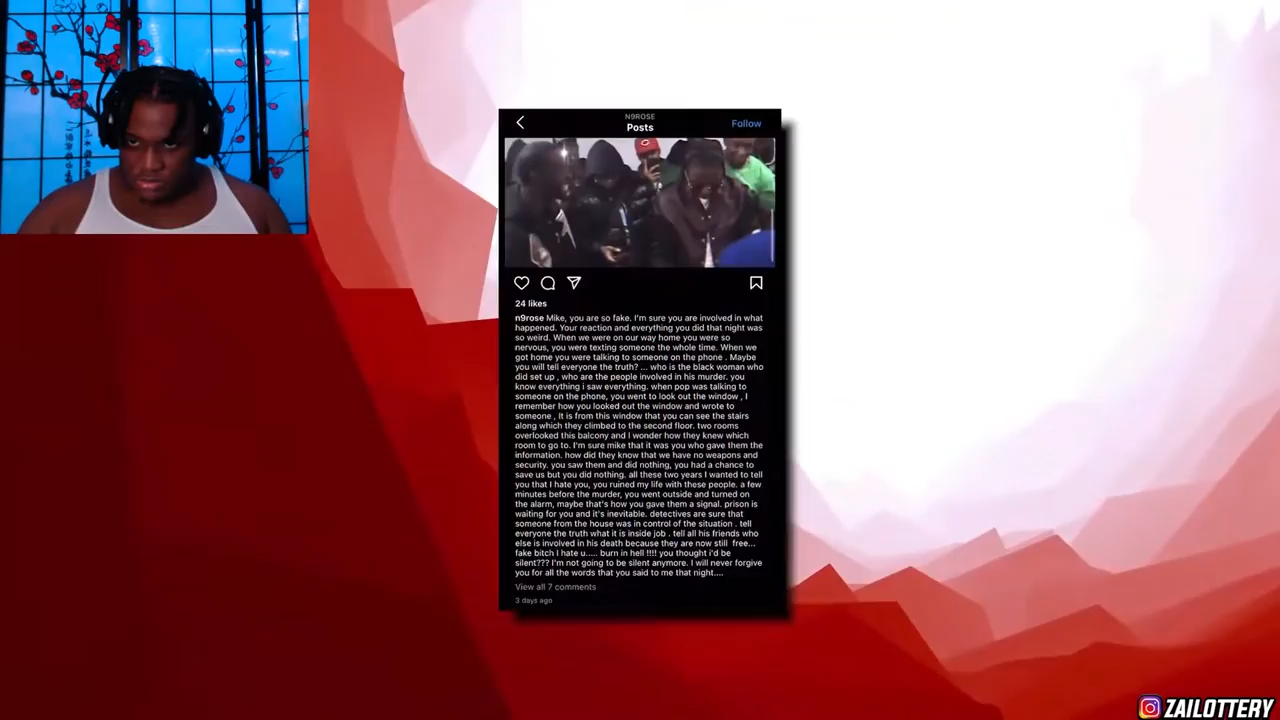 N9ROSE
Posts
Follow
24 likes
n9rose Mike, you are so fake. I'm sure you are involved in what
happened. Your reaction and everything you did that night was
so weird. When we were on our way home you were so
nervous, you were texting someone the whole time. When we
got home you were talking to someone on the phone . Maybe
you will tell everyone the truth? ... who is the black woman who
did set up , who are the people involved in his murder. you
know everything i saw everything. when pop was talking to
someone on the phone, you went to look out the window , I
remember how you looked out the window and wrote to
someone , it is from this window that you can see the stairs
along which they climbed to the second floor. two rooms
overlooked this balcony and I wonder how they knew which
room to go to. I'm sure mike that it was you who gave them the
information. how did they know that we have no weapons and
security. you saw them and did nothing, you had a chance to
save us but you did nothing. all these two years I wanted to tell
you that I hate you, you ruined my life with these people. a few
minutes before the murder, you went outside and turned on
the alarm, maybe that's how you gave them a signal. prison is
waiting for you and it's inevitable. detectives are sure that
someone from the house was in control of the situation . tell
everyone the truth what it is inside job . tell all his friends who
else is involved in his death because they are now still free...
fake bitch I hate u..... burn in hell !!!! you thought i'd be
silent??? I'm not going to be silent anymore. I will never forgive
you for all the words that you said to me that night....
View all 7 comments
3 days ago
ZAILOTTERY